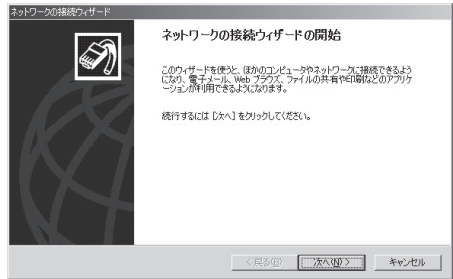 ネットワークの接続ウィザード
ネットワークの接続ウィザードの開始
このウィザードを使うと、ほかのコンピュータやネットワークに接続できるよう
になり、電子メール、Web ブラウズ、ファイルの共有や印刷などのアプリケ
ーションが利用できるようになります。
続行するには [次へ] をクリックしてください。
< 戻る(B) 次へ(N) > キャンセル